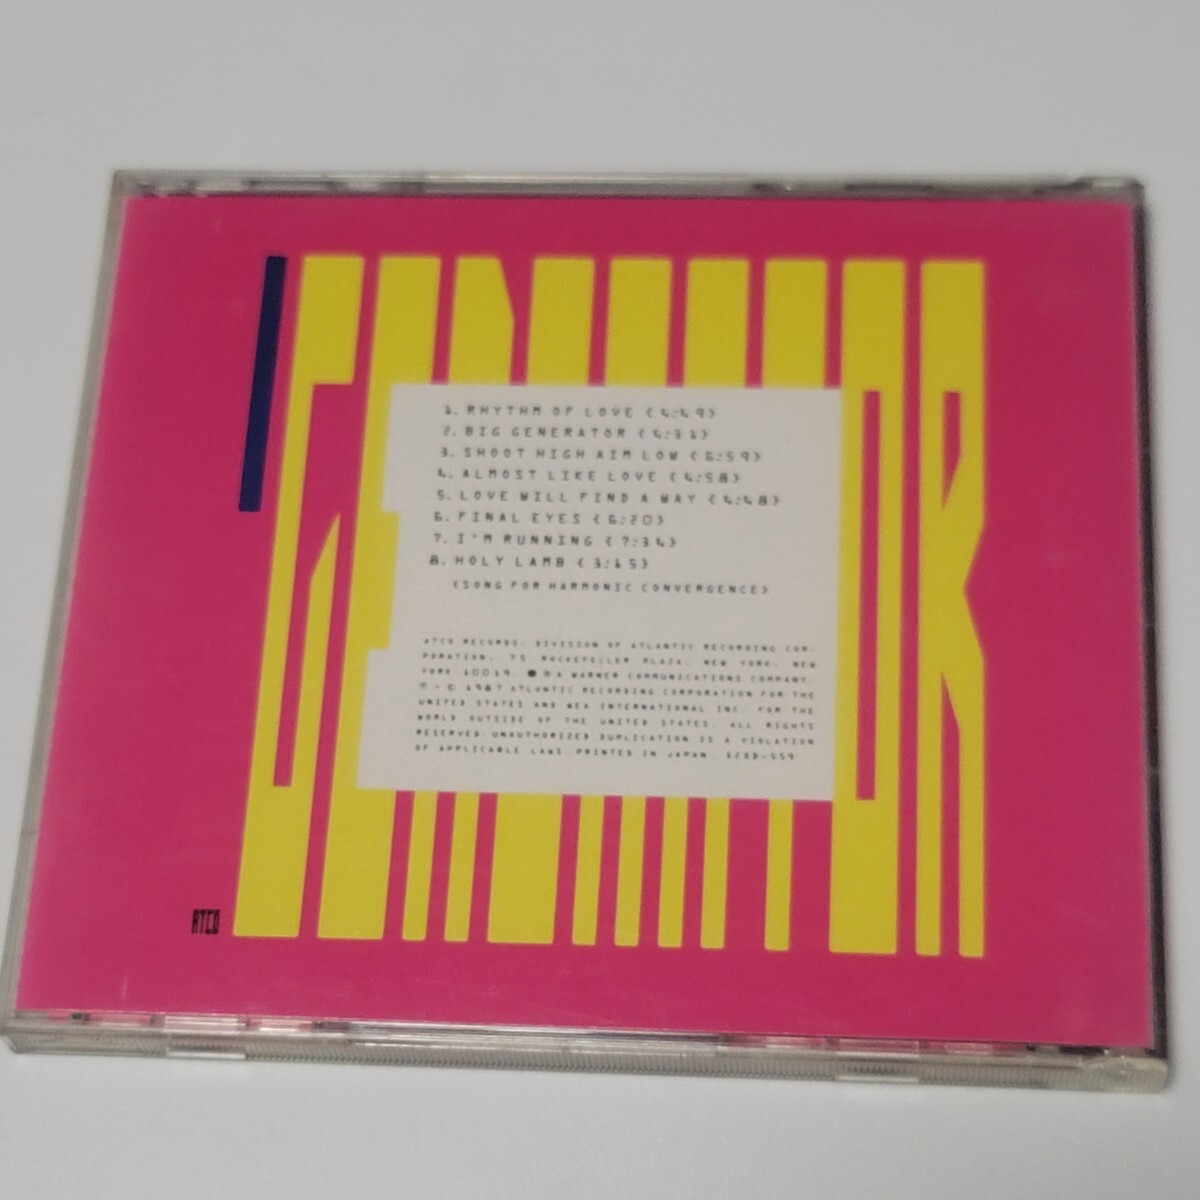 GENERATOR
1. RHYTHM OF LOVE (4:49)
2. BIG GENERATOR (4:31)
3. SHOOT HIGH AIM LOW (6:59)
4. ALMOST LIKE LOVE (4:58)
5. LOVE WILL FIND A WAY (4:48)
6. FINAL EYES (6:20)
7. I'M RUNNING (7:34)
8. HOLY LAMB (3:15)
(SONG FOR HARMONIC CONVERGENCE)
ATCO RECORDS, DIVISION OF ATLANTIC RECORDING COR-
PORATION, 75 ROCKEFELLER PLAZA, NEW YORK, NEW
YORK 10019. ®A WARNER COMMUNICATIONS COMPANY.
℗ + © 1987 ATLANTIC RECORDING CORPORATION FOR THE
UNITED STATES AND WEA INTERNATIONAL INC. FOR THE
WORLD OUTSIDE OF THE UNITED STATES. ALL RIGHTS
RESERVED. UNAUTHORIZED DUPLICATION IS A VIOLATION
OF APPLICABLE LAWS. PRINTED IN JAPAN. 32XD-559
ATCO